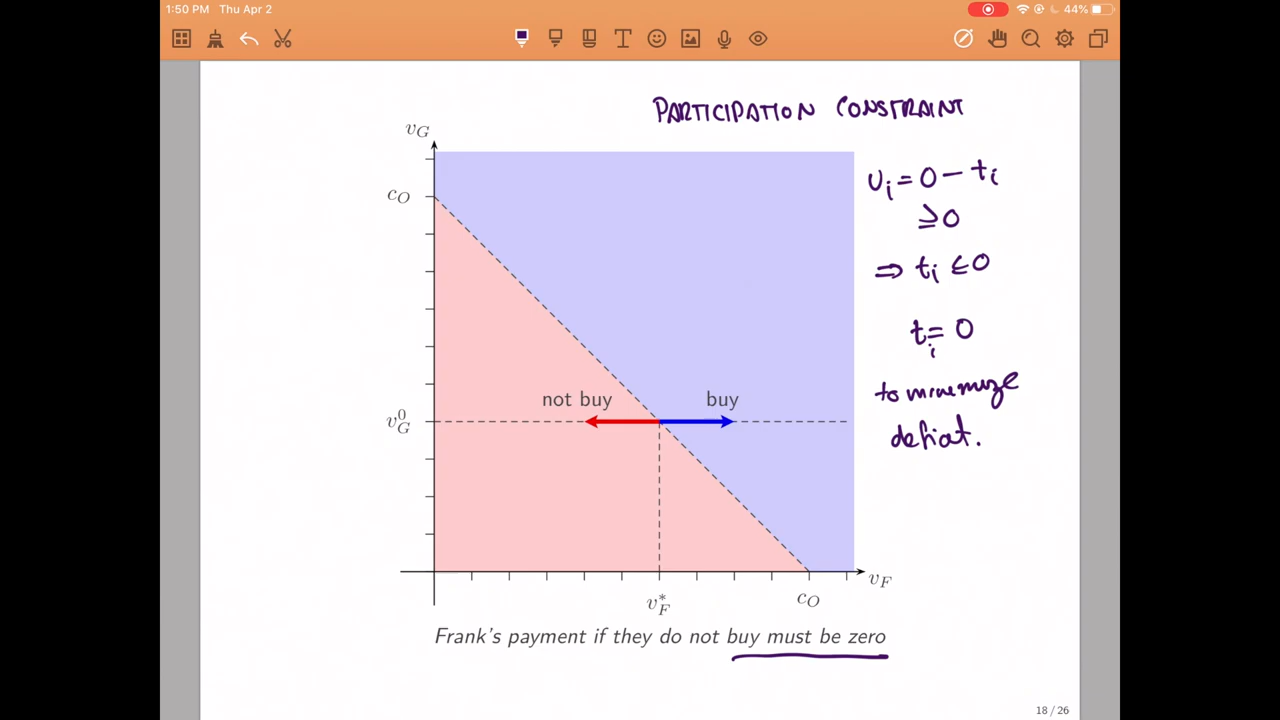 1:50 PM Thu Apr 2
44%
PARTICIPATION CONSTRAINT
v_G
c_O
U_i = 0 - t_i
≥0
⇒ t_i ≤0
t_i = 0
to minimize
deficit.
not buy
buy
v_G^0
v_F
v_F^*
c_O
Frank's payment if they do not buy must be zero
18 / 26